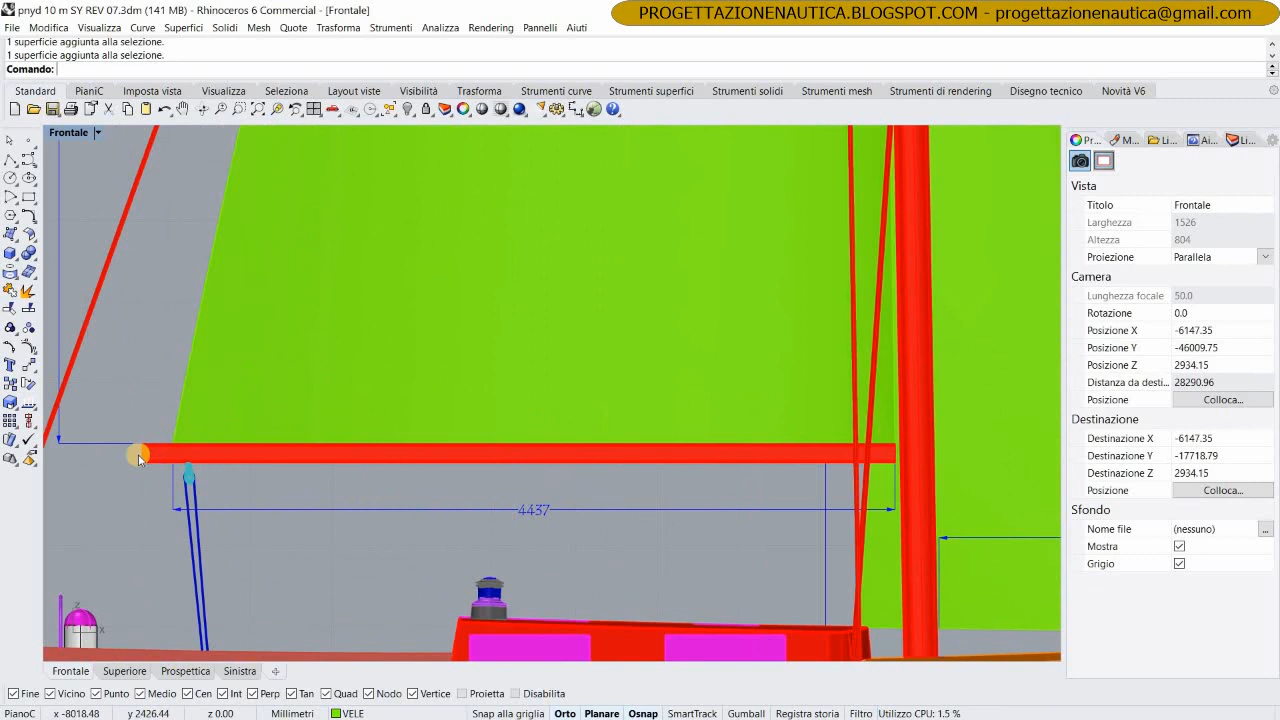 pnyd 10 m SY REV 07.3dm (141 MB) - Rhinoceros 6 Commercial - [Frontale]
PROGETTAZIONENAUTICA.BLOGSPOT.COM - progettazionenautica@gmail.com
File Modifica Visualizza Curve Superfici Solidi Mesh Quote Trasforma Strumenti Analizza Rendering Pannelli Aiuti
1 superficie aggiunta alla selezione.
1 superficie aggiunta alla selezione.
Comando:
Standard PianiC Imposta vista Visualizza Seleziona Layout viste Visibilità Trasforma Strumenti curve Strumenti superfici Strumenti solidi Strumenti mesh Strumenti di rendering Disegno tecnico Novità V6
Frontale
Pr... M... Li... Ai... Li...
Vista
Titolo Frontale
Larghezza 1526
Altezza 804
Proiezione Parallela
Camera
Lunghezza focale 50.0
Rotazione 0.0
Posizione X -6147.35
Posizione Y -46009.75
Posizione Z 2934.15
Distanza da desti... 28290.96
Posizione Colloca...
Destinazione
Destinazione X -6147.35
Destinazione Y -17718.79
Destinazione Z 2934.15
Posizione Colloca...
Sfondo
Nome file (nessuno) ...
Mostra
Grigio
4437
z
x
Frontale Superiore Prospettica Sinistra
Fine Vicino Punto Medio Cen Int Perp Tan Quad Nodo Vertice Proietta Disabilita
PianoC x -8018.48 y 2426.44 z 0.00 Millimetri VELE Snap alla griglia Orto Planare Osnap SmartTrack Gumball Registra storia Filtro Utilizzo CPU: 1.5 %